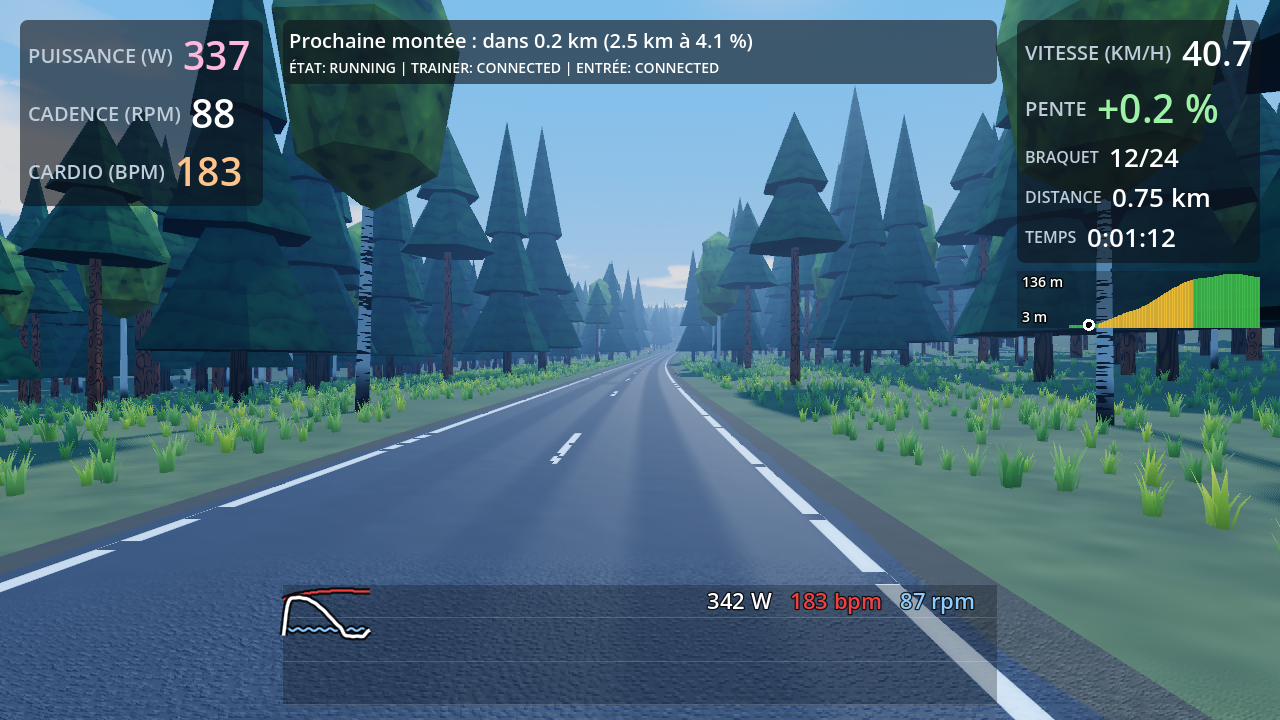 PUISSANCE (W) 337
CADENCE (RPM) 88
CARDIO (BPM) 183
Prochaine montée : dans 0.2 km (2.5 km à 4.1 %)
ÉTAT: RUNNING | TRAINER: CONNECTED | ENTRÉE: CONNECTED
VITESSE (KM/H) 40.7
PENTE +0.2 %
BRAQUET 12/24
DISTANCE 0.75 km
TEMPS 0:01:12
136 m
3 m
342 W 183 bpm 87 rpm